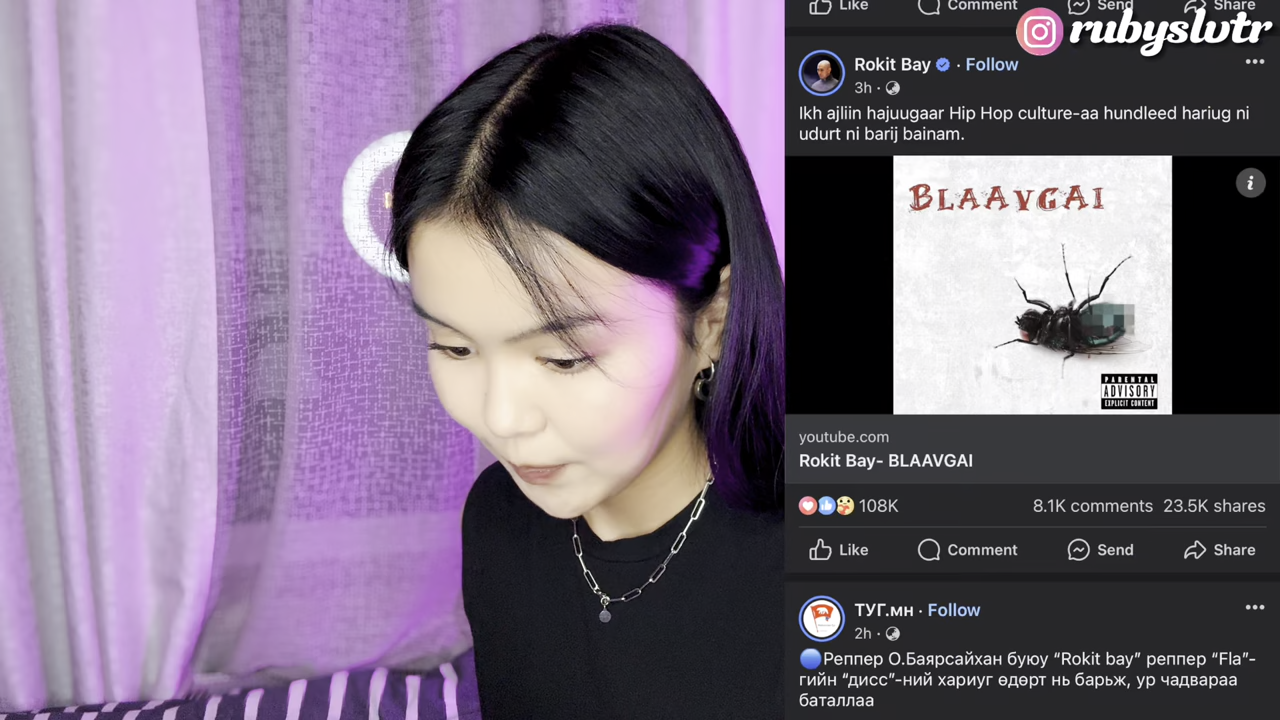 Like Comment Send Share
rubyslvtr
Rokit Bay · Follow
3h ·
Ikh ajliin hajuugaar Hip Hop culture-aa hundleed hariug ni
udurt ni barij bainam.
BLAAVGAI
PARENTAL
ADVISORY
EXPLICIT CONTENT
youtube.com
Rokit Bay- BLAAVGAI
108K 8.1K comments 23.5K shares
Like Comment Send Share
ТУГ.мн · Follow
2h ·
🔵Реппер О.Баярсайхан буюу “Rokit bay” реппер “Fla”-
гийн “дисс”-ний хариуг өдөрт нь барьж, ур чадвараа
баталлаа